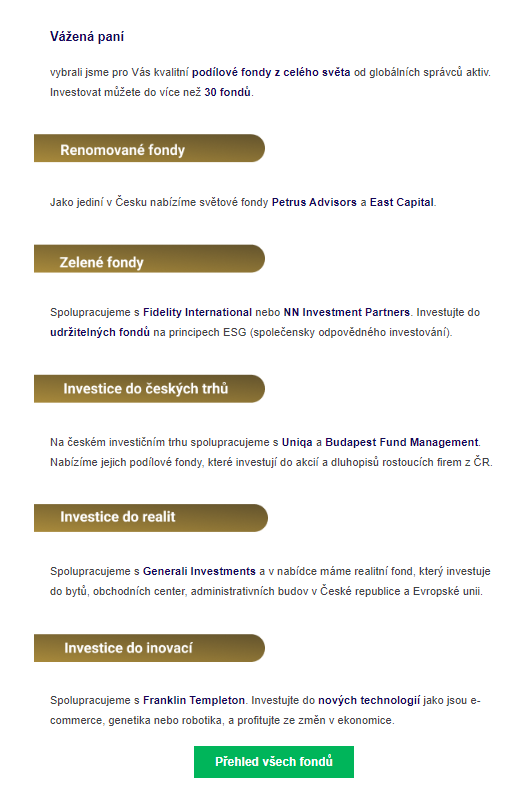 Vážená paní
vybrali jsme pro Vás kvalitní podílové fondy z celého světa od globálních správců aktiv.
Investovat můžete do více než 30 fondů.
Renomované fondy
Jako jediní v Česku nabízíme světové fondy Petrus Advisors a East Capital.
Zelené fondy
Spolupracujeme s Fidelity International nebo NN Investment Partners. Investujte do
udržitelných fondů na principech ESG (společensky odpovědného investování).
Investice do českých trhů
Na českém investičním trhu spolupracujeme s Uniqa a Budapest Fund Management.
Nabízíme jejich podílové fondy, které investují do akcií a dluhopisů rostoucích firem z ČR.
Investice do realit
Spolupracujeme s Generali Investments a v nabídce máme realitní fond, který investuje
do bytů, obchodních center, administrativních budov v České republice a Evropské unii.
Investice do inovací
Spolupracujeme s Franklin Templeton. Investujte do nových technologií jako jsou e-
commerce, genetika nebo robotika, a profitujte ze změn v ekonomice.
Přehled všech fondů